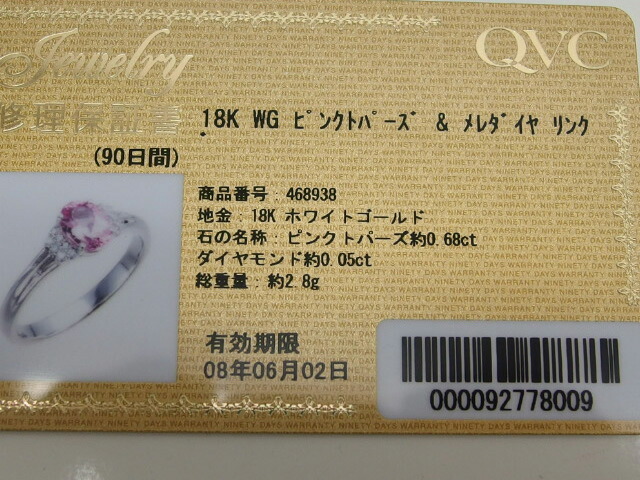 Jewelry
QVC
修理保証書
18K WG ﾋﾟﾝｸﾄﾊﾟｰｽﾞ & ﾒﾚﾀﾞｲﾔ ﾘﾝｸ
(90日間)
商品番号：468938
地金：18K ホワイトゴールド
石の名称：ピンクトパーズ約0.68ct
ダイヤモンド約0.05ct
総重量：約2.8g
有効期限
08年06月02日
000092778009
NINETY DAYS WARRANTY